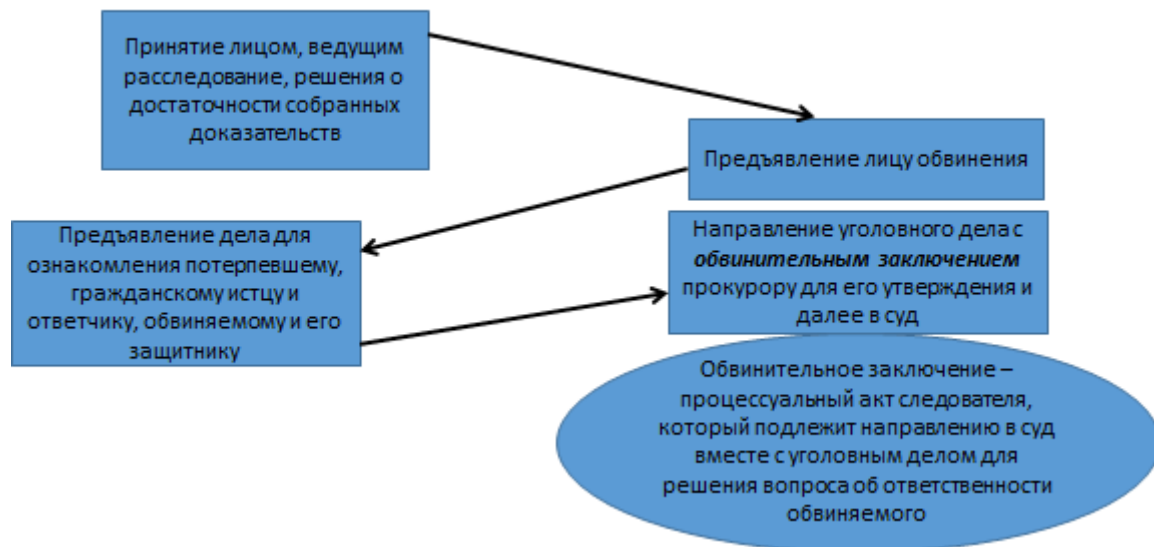 Принятие лицом, ведущим
расследование, решения о
достаточности собранных
доказательств
Предъявление лицу обвинения
Предъявление дела для
ознакомления потерпевшему,
гражданскому истцу и
ответчику, обвиняемому и его
защитнику
Направление уголовного дела с
обвинительным заключением
прокурору для его утверждения и
далее в суд
Обвинительное заключение –
процессуальный акт следователя,
который подлежит направлению в суд
вместе с уголовным делом для
решения вопроса об ответственности
обвиняемого